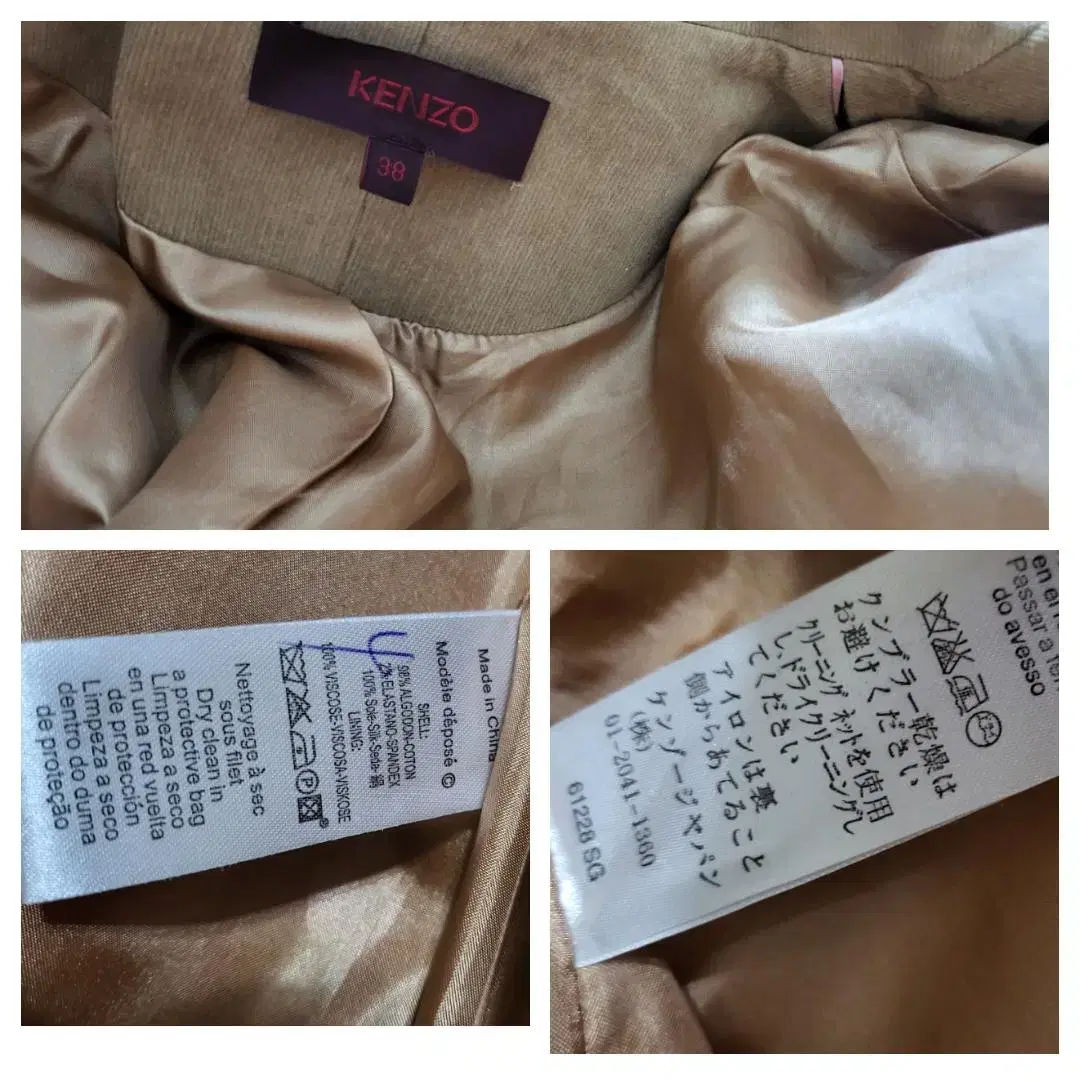 KENZO
38
Made in China
Modèle déposé ©
SHELL:
98% ALGODON-COTON
2% ELASTANO-SPANDEX
100% Soie-Silk-Seda-絹
LINING:
100% VISCOSE-VISCOSA-VISKOSE
P
Nettoyage à sec
sous filet
Dry clean in
a protective bag
Limpieza a seco
en una red vuelta
de protección
Limpeza a seco
dentro do duma
de proteção
en el
Passar a
do avesso
タンブラー乾燥は
お避けください
クリーニングネットを使用
し、ドライクリーニングし
てください
アイロンは裏
側からあてること
ケンゾージャパン
(株)
01-2041-1360
61228 SG